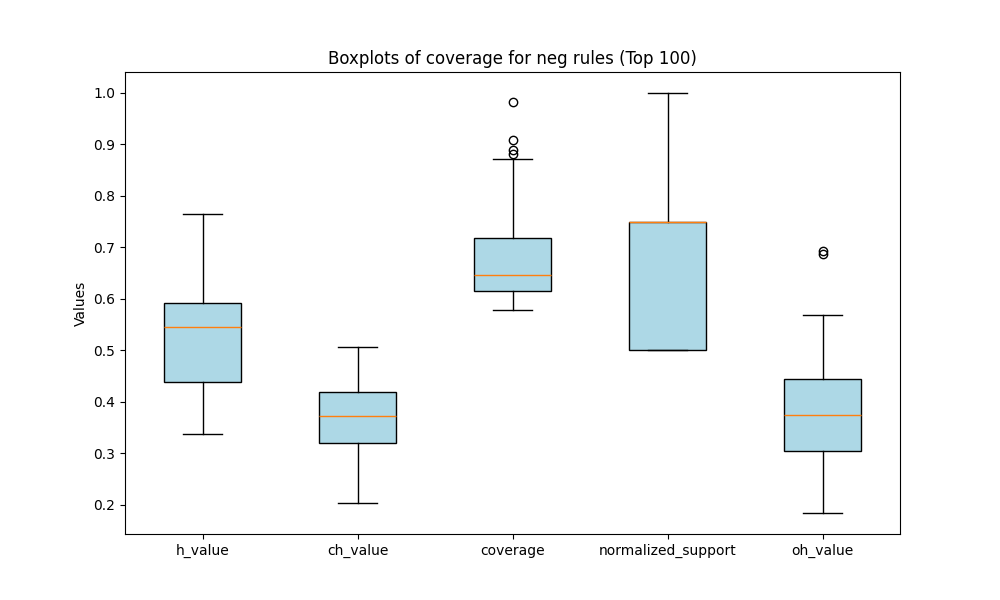 Boxplots of coverage for neg rules (Top 100)
Values
1.0
0.9
0.8
0.7
0.6
0.5
0.4
0.3
0.2
h_value
ch_value
coverage
normalized_support
oh_value